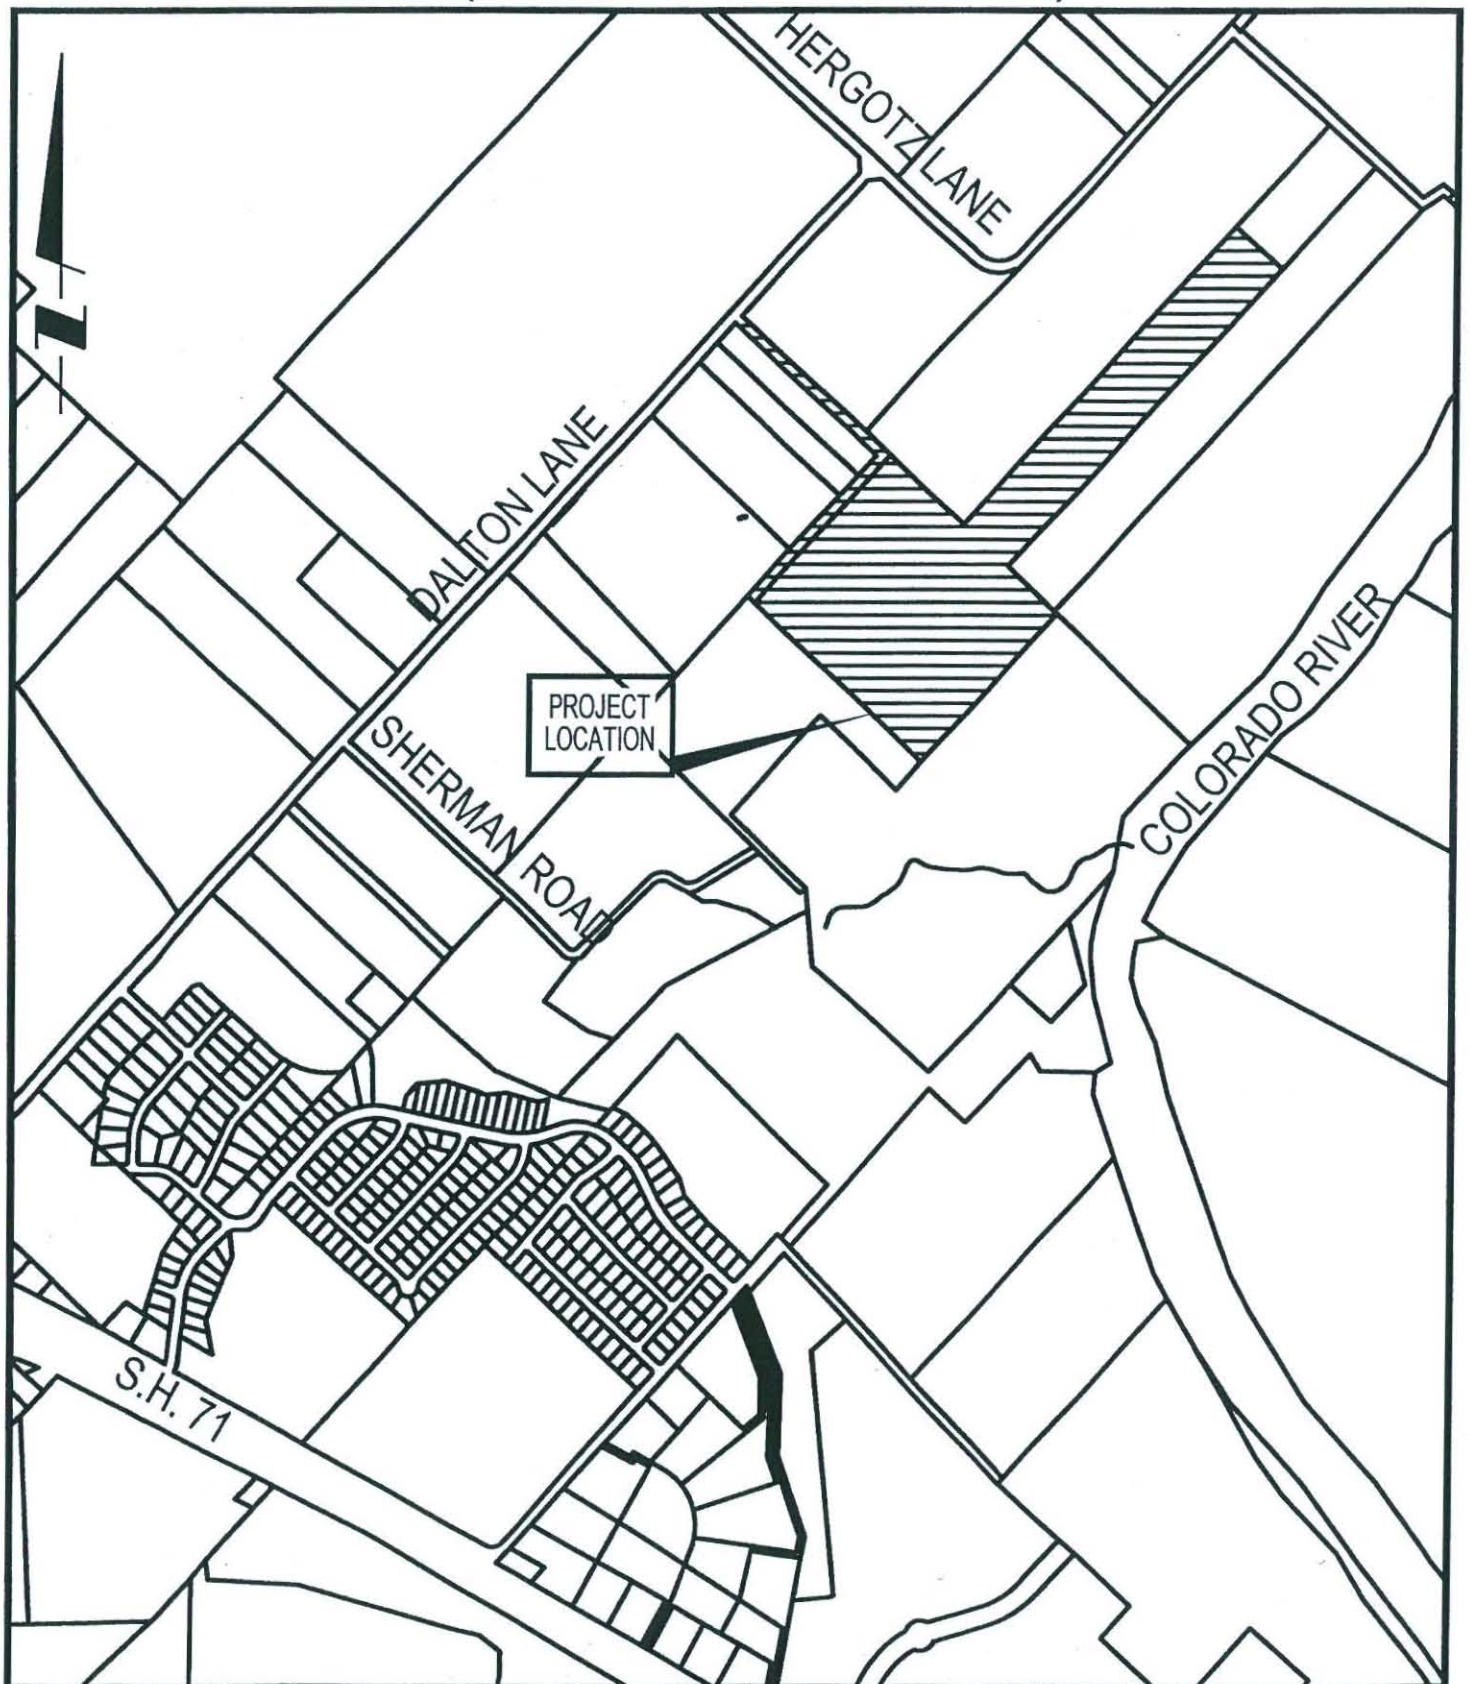 HERGOTZ LANE
N
DALTON LANE
PROJECT
LOCATION
SHERMAN ROAD
COLORADO RIVER
S.H. 71